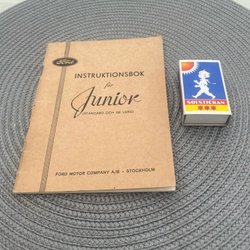 Ford
INSTRUKTIONSBOK
för
Junior
(STANDARD OCH DE LUXE)
FORD MOTOR COMPANY A/B - STOCKHOLM
SOLSTICKAN